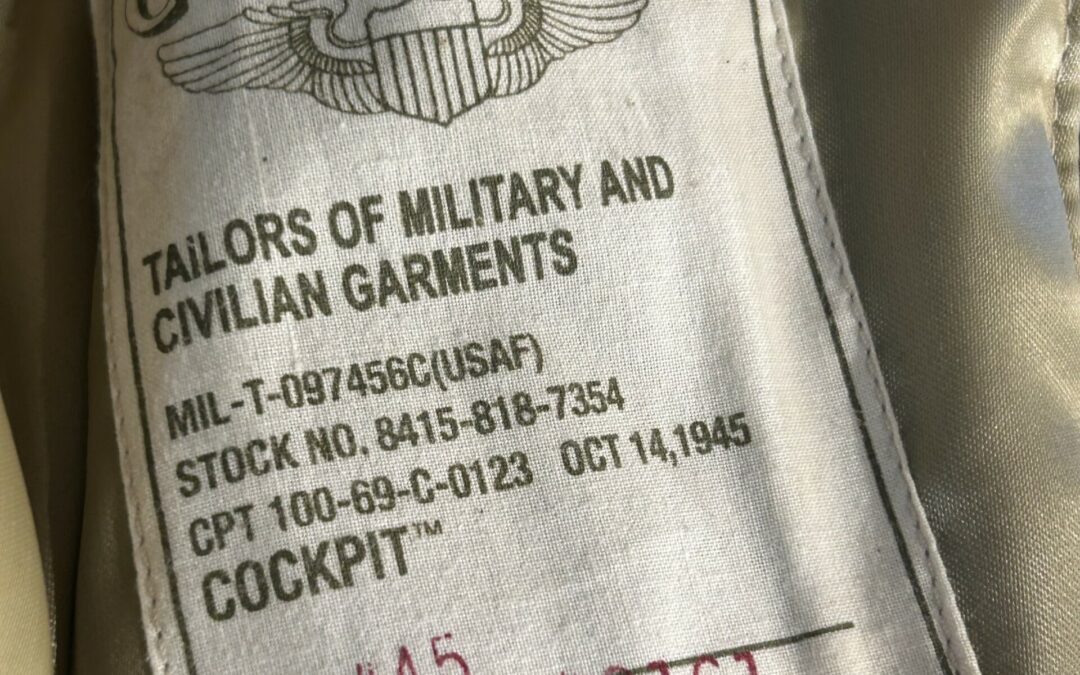 TAILORS OF MILITARY AND
CIVILIAN GARMENTS
MIL-T-097456C(USAF)
STOCK NO. 8415-818-7354
CPT 100-69-C-0123 OCT 14,1945
COCKPIT™